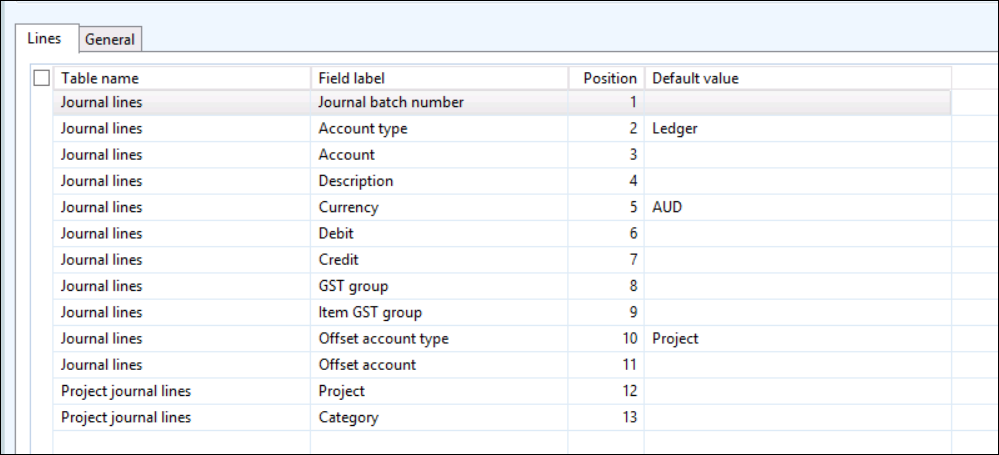 Lines General
Table name Field label Position Default value
Journal lines Journal batch number 1
Journal lines Account type 2 Ledger
Journal lines Account 3
Journal lines Description 4
Journal lines Currency 5 AUD
Journal lines Debit 6
Journal lines Credit 7
Journal lines GST group 8
Journal lines Item GST group 9
Journal lines Offset account type 10 Project
Journal lines Offset account 11
Project journal lines Project 12
Project journal lines Category 13